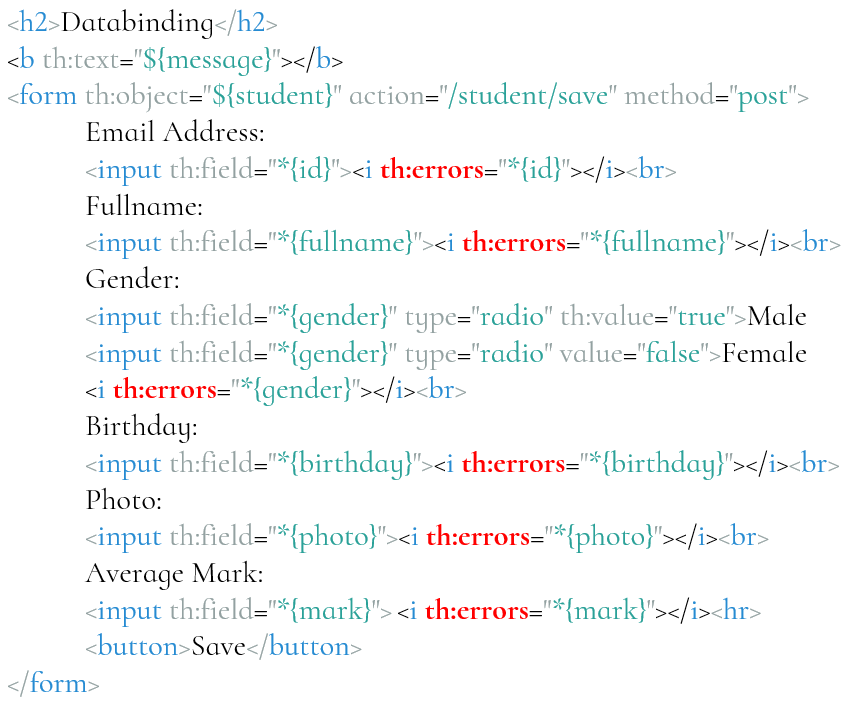 <h2>Databinding</h2>
<b th:text="${message}"></b>
<form th:object="${student}" action="/student/save" method="post">
Email Address:
<input th:field="*{id}"><i th:errors="*{id}"></i><br>
Fullname:
<input th:field="*{fullname}"><i th:errors="*{fullname}"></i><br>
Gender:
<input th:field="*{gender}" type="radio" th:value="true">Male
<input th:field="*{gender}" type="radio" value="false">Female
<i th:errors="*{gender}"></i><br>
Birthday:
<input th:field="*{birthday}"><i th:errors="*{birthday}"></i><br>
Photo:
<input th:field="*{photo}"><i th:errors="*{photo}"></i><br>
Average Mark:
<input th:field="*{mark}"> <i th:errors="*{mark}"></i><hr>
<button>Save</button>
</form>